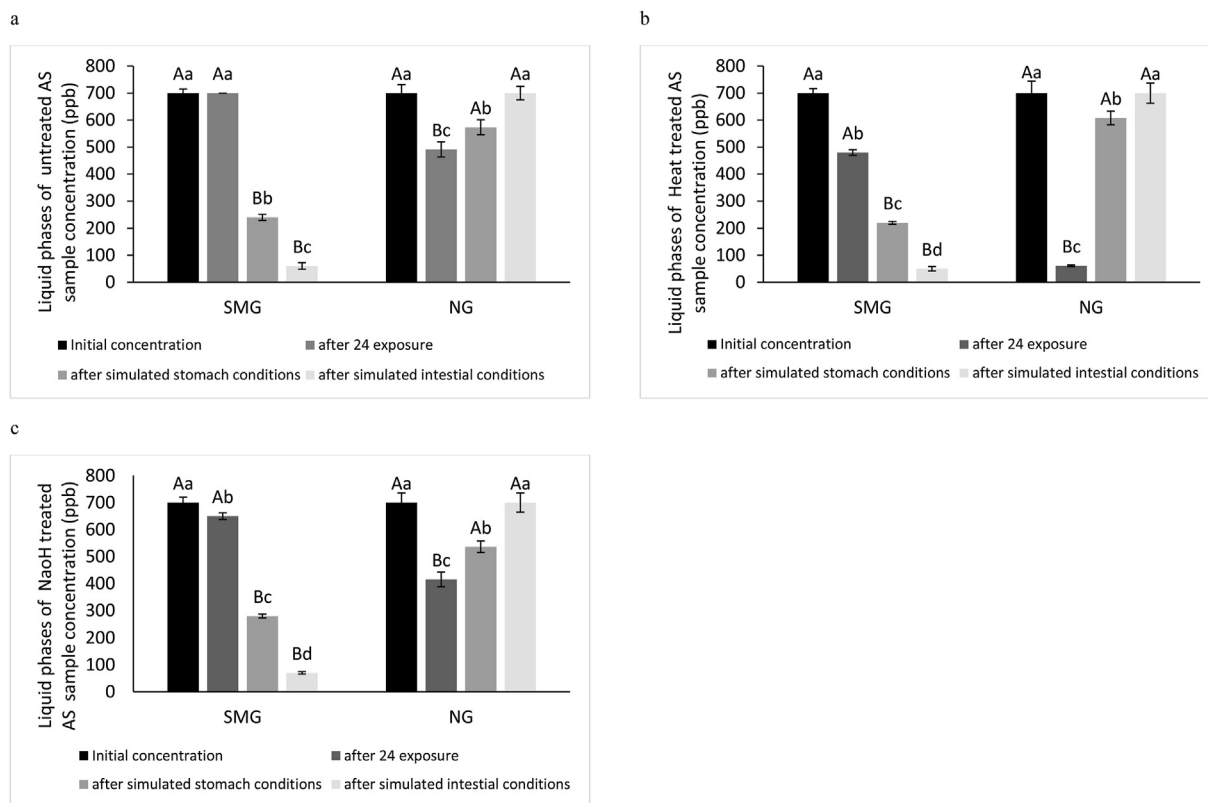 a
Liquid phases of untreated AS
sample concentration (ppb)
800
700
600
500
400
300
200
100
0
Aa
Aa
Bb
Bc
Aa
Bc
Ab
Aa
SMG
NG
Initial concentration
after 24 exposure
after simulated stomach conditions
after simulated intestial conditions
b
Liquid phases of Heat treated AS
sample concentration (ppb)
800
700
600
500
400
300
200
100
0
Aa
Ab
Bc
Bd
Aa
Bc
Ab
Aa
SMG
NG
Initial concentration
after 24 exposure
after simulated stomach conditions
after simulated intestial conditions
c
Liquid phases of NaoH treated
AS sample concentration (ppb)
800
700
600
500
400
300
200
100
0
Aa
Ab
Bc
Bd
Aa
Bc
Ab
Aa
SMG
NG
Initial concentration
after 24 exposure
after simulated stomach conditions
after simulated intestial conditions